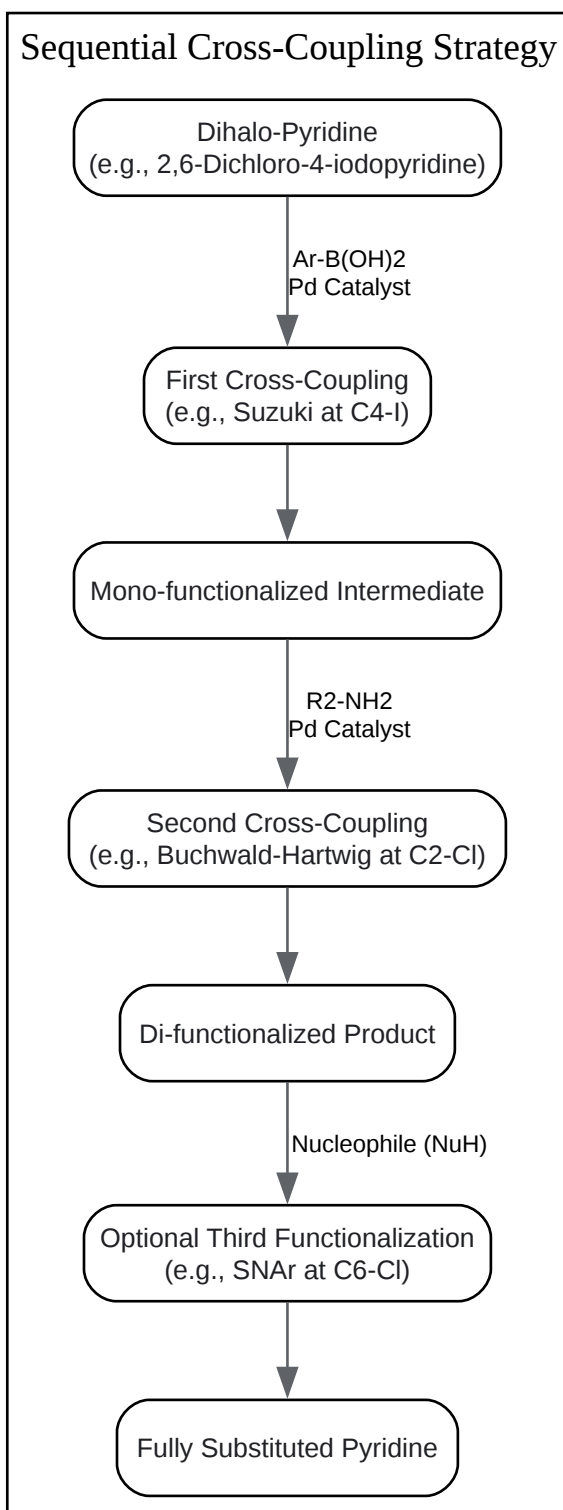 Sequential Cross-Coupling Strategy
Dihalo-Pyridine
(e.g., 2,6-Dichloro-4-iodopyridine)
Ar-B(OH)2
Pd Catalyst
First Cross-Coupling
(e.g., Suzuki at C4-I)
Mono-functionalized Intermediate
R2-NH2
Pd Catalyst
Second Cross-Coupling
(e.g., Buchwald-Hartwig at C2-Cl)
Di-functionalized Product
Nucleophile (NuH)
Optional Third Functionalization
(e.g., SNAr at C6-Cl)
Fully Substituted Pyridine